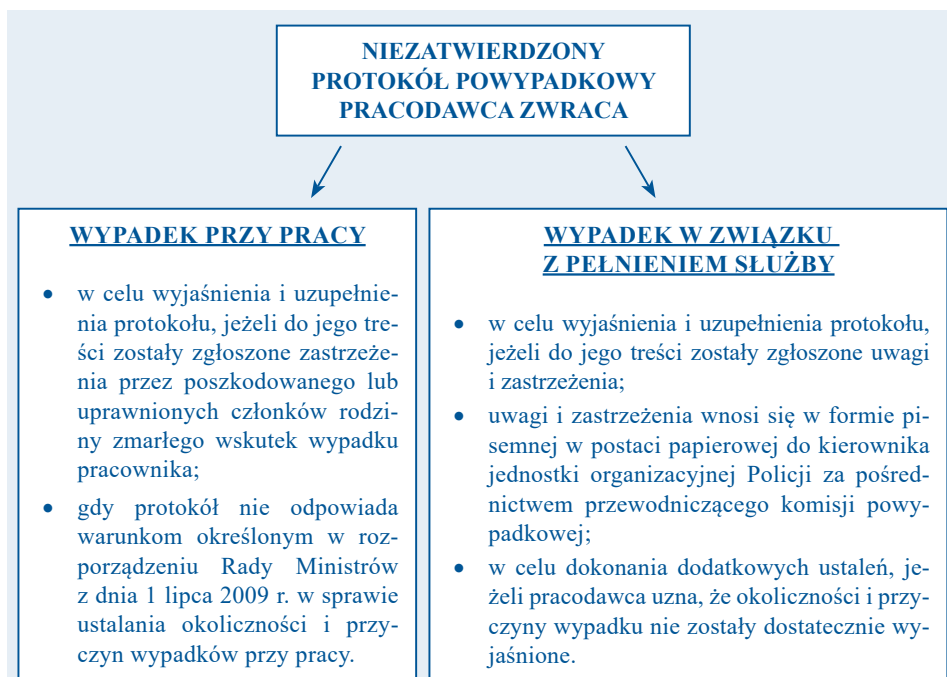 NIEZATWIERDZONY
PROTOKÓŁ POWYPADKOWY
PRACODAWCA ZWRACA
WYPADEK PRZY PRACY
• w celu wyjaśnienia i uzupełnie-
nia protokołu, jeżeli do jego tre-
ści zostały zgłoszone zastrzeże-
nia przez poszkodowanego lub
uprawnionych członków rodzi-
ny zmarłego wskutek wypadku
pracownika;
• gdy protokół nie odpowiada
warunkom określonym w roz-
porządzeniu Rady Ministrów
z dnia 1 lipca 2009 r. w sprawie
ustalania okoliczności i przy-
czyn wypadków przy pracy.
WYPADEK W ZWIĄZKU
Z PEŁNIENIEM SŁUŻBY
• w celu wyjaśnienia i uzupełnienia protokołu,
jeżeli do jego treści zostały zgłoszone uwagi
i zastrzeżenia;
• uwagi i zastrzeżenia wnosi się w formie pi-
semnej w postaci papierowej do kierownika
jednostki organizacyjnej Policji za pośred-
nictwem przewodniczącego komisji powy-
padkowej;
• w celu dokonania dodatkowych ustaleń, je-
żeli pracodawca uzna, że okoliczności i przy-
czyny wypadku nie zostały dostatecznie wy-
jaśnione.